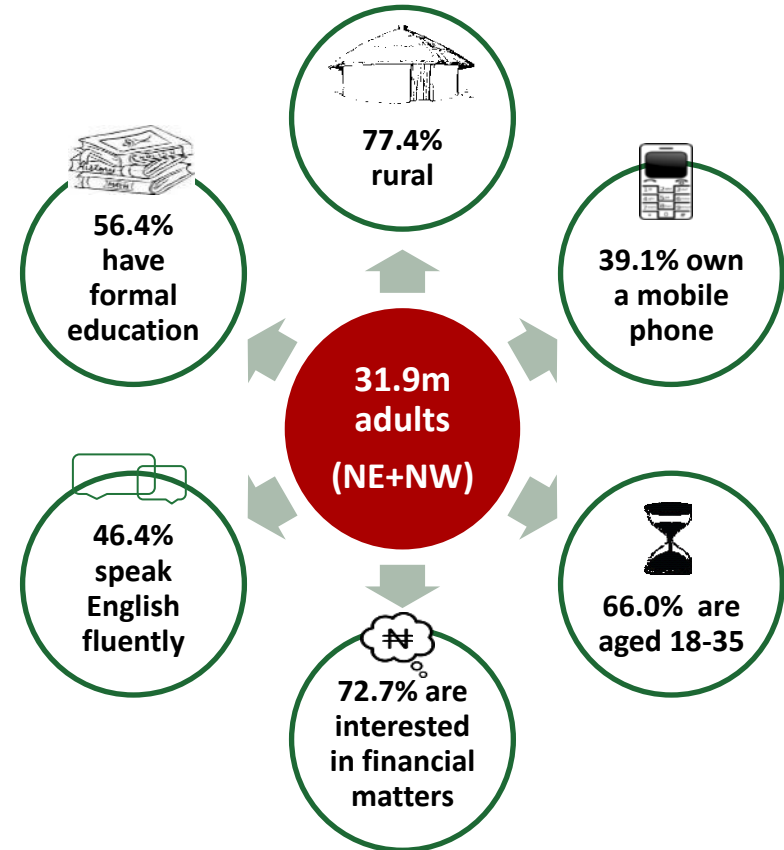 77.4%
rural
56.4%
have
formal
education
39.1% own
a mobile
phone
31.9m
adults
(NE+NW)
46.4%
speak
English
fluently
66.0% are
aged 18-35
₦
72.7% are
interested
in financial
matters